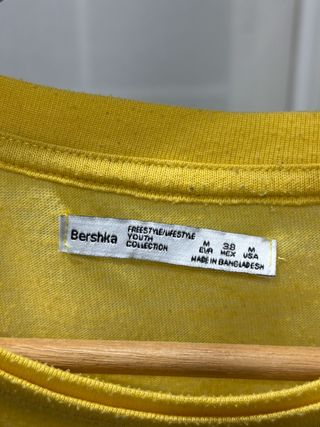 Bershka
FREESTYLE/LIFESTYLE
YOUTH
COLLECTION
M 38 M
EUR MEX USA
MADE IN BANGLADESH